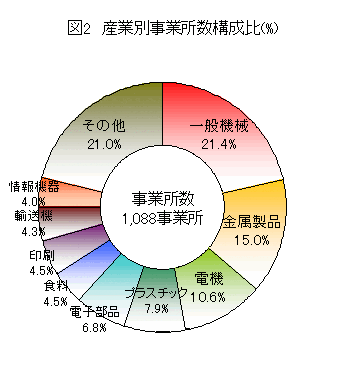 図2 産業別事業所数構成比(%)
一般機械
21.4%
金属製品
15.0%
電機
10.6%
プラスチック
7.9%
電子部品
6.8%
食料
4.5%
印刷
4.5%
輸送機
4.3%
情報機器
4.0%
その他
21.0%
事業所数
1,088事業所